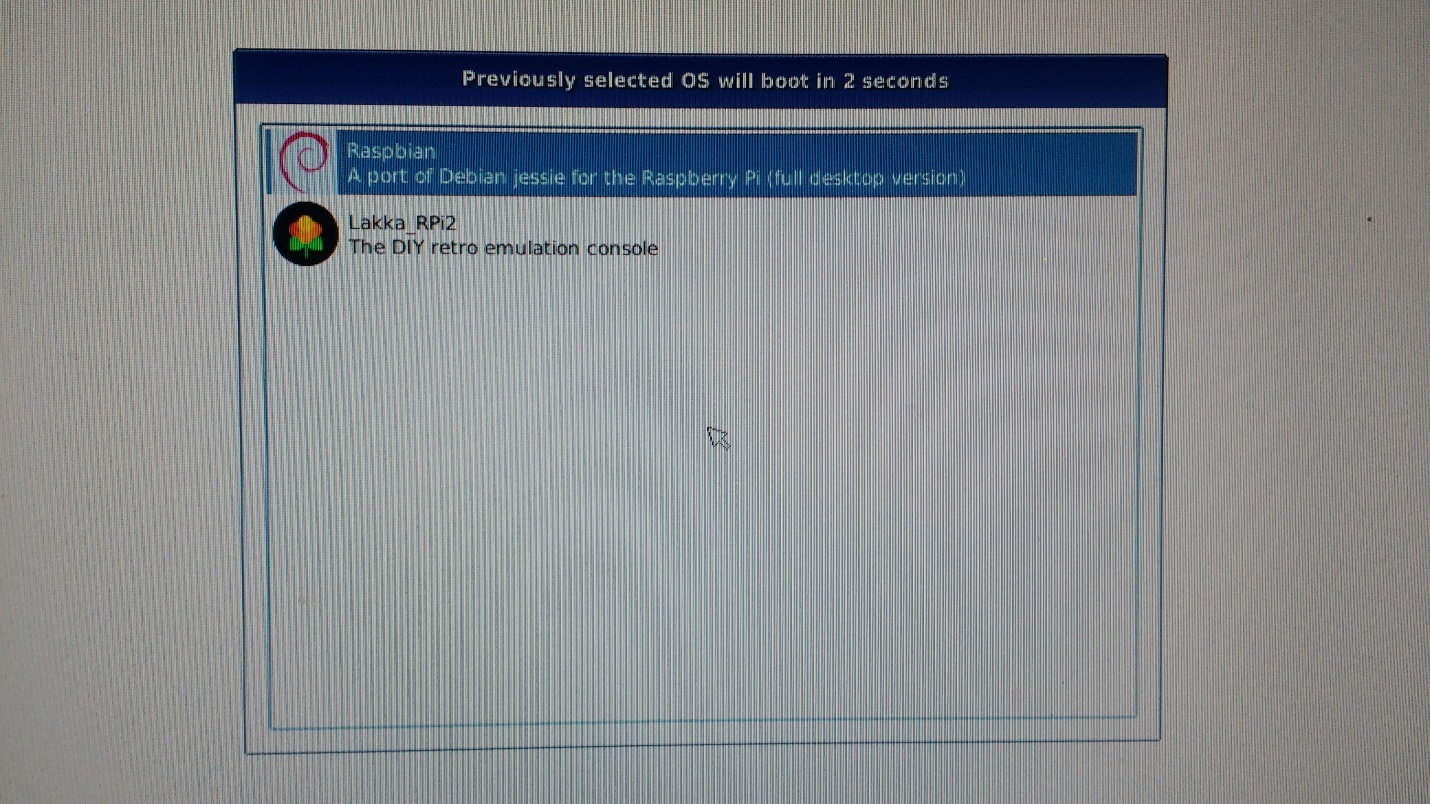 Previously selected OS will boot in 2 seconds
Raspbian
A port of Debian jessie for the Raspberry Pi (full desktop version)
Lakka_RPi2
The DIY retro emulation console